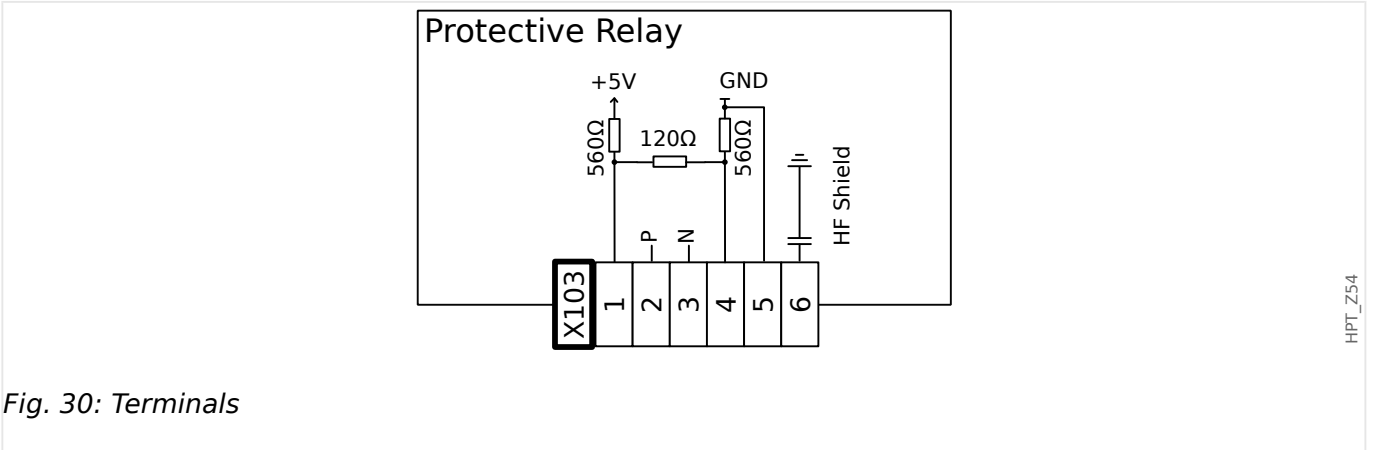 Protective Relay
+5V
GND
560Ω
120Ω
560Ω
HF Shield
P
N
X103
1
2
3
4
5
6
HPT_Z54
Fig. 30: Terminals